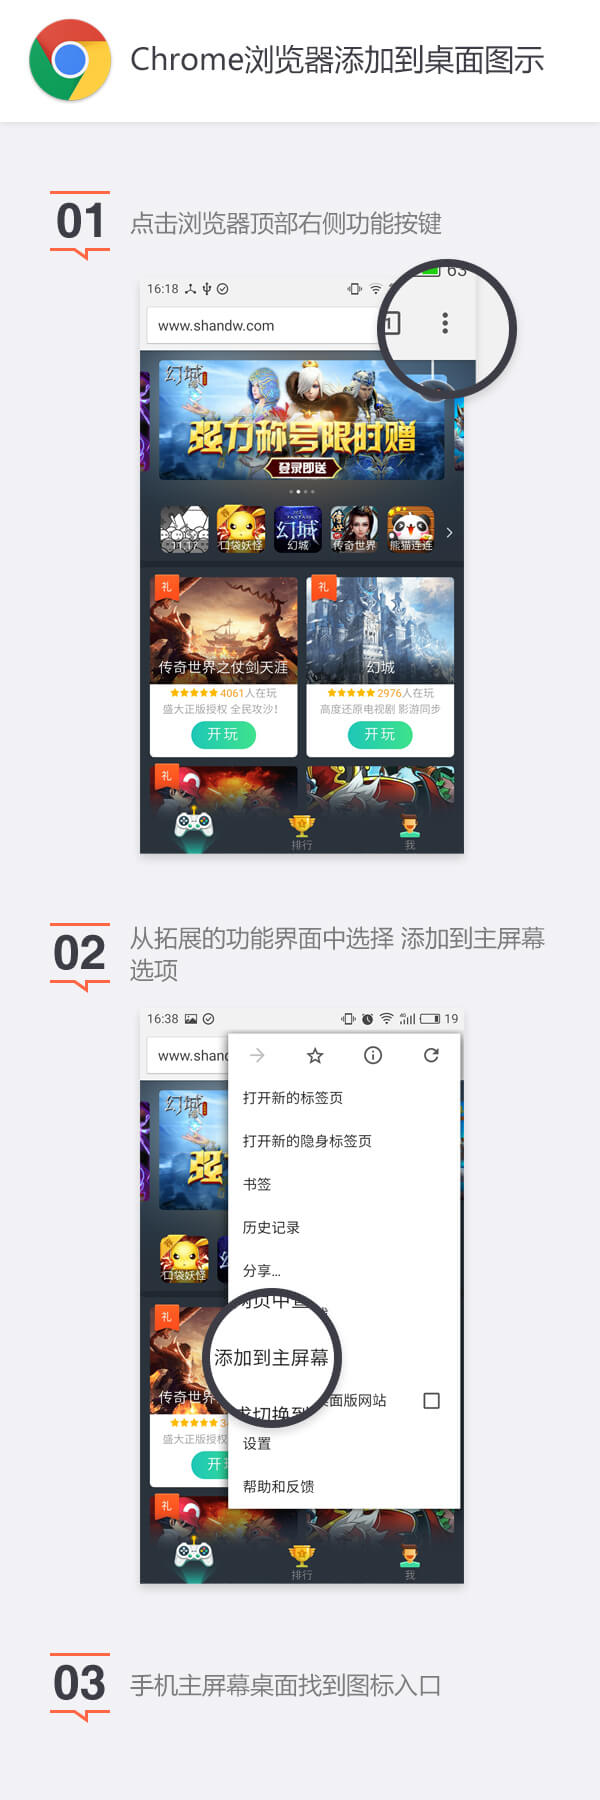 Chrome浏览器添加到桌面图示
01
点击浏览器顶部右侧功能按键
16:18
63
www.shandw.com
1
幻城
弦力称号限时赠
登录即送
口袋妖怪
幻城
传奇世界
熊猫连连
礼
礼
传奇世界之仗剑天涯
幻城
4061人在玩
2976人在玩
盛大正版授权 全民攻沙!
高度还原电视剧 影游同步
开玩
开玩
礼
排行
我
02
从拓展的功能界面中选择 添加到主屏幕
选项
16:38
19
www.shand
打开新的标签页
幻城
打开新的隐身标签页
弦
书签
历史记录
口袋妖怪
分享...
礼
网页中查
添加到主屏幕
传奇世界
桌面版网站
求切换到
盛大正版授权
设置
开
帮助和反馈
礼
排行
我
03
手机主屏幕桌面找到图标入口